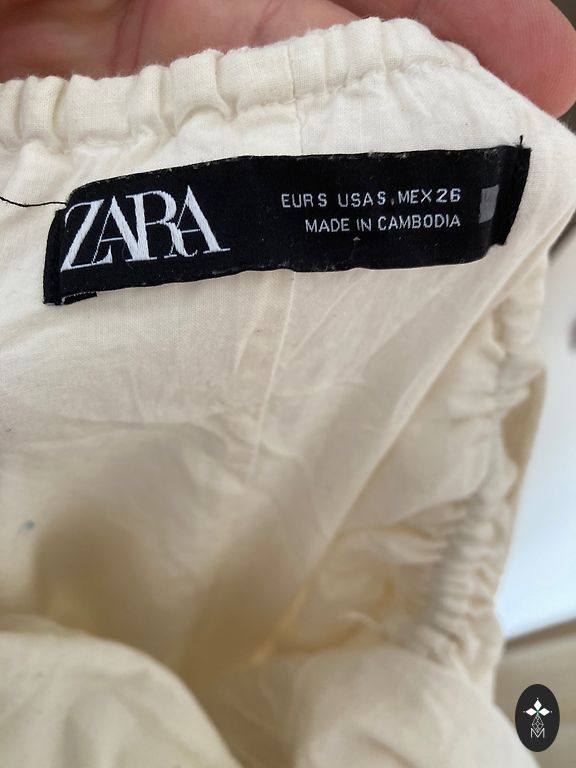 ZARA
EUR S USA S . MEX 26
MADE IN CAMBODIA
M